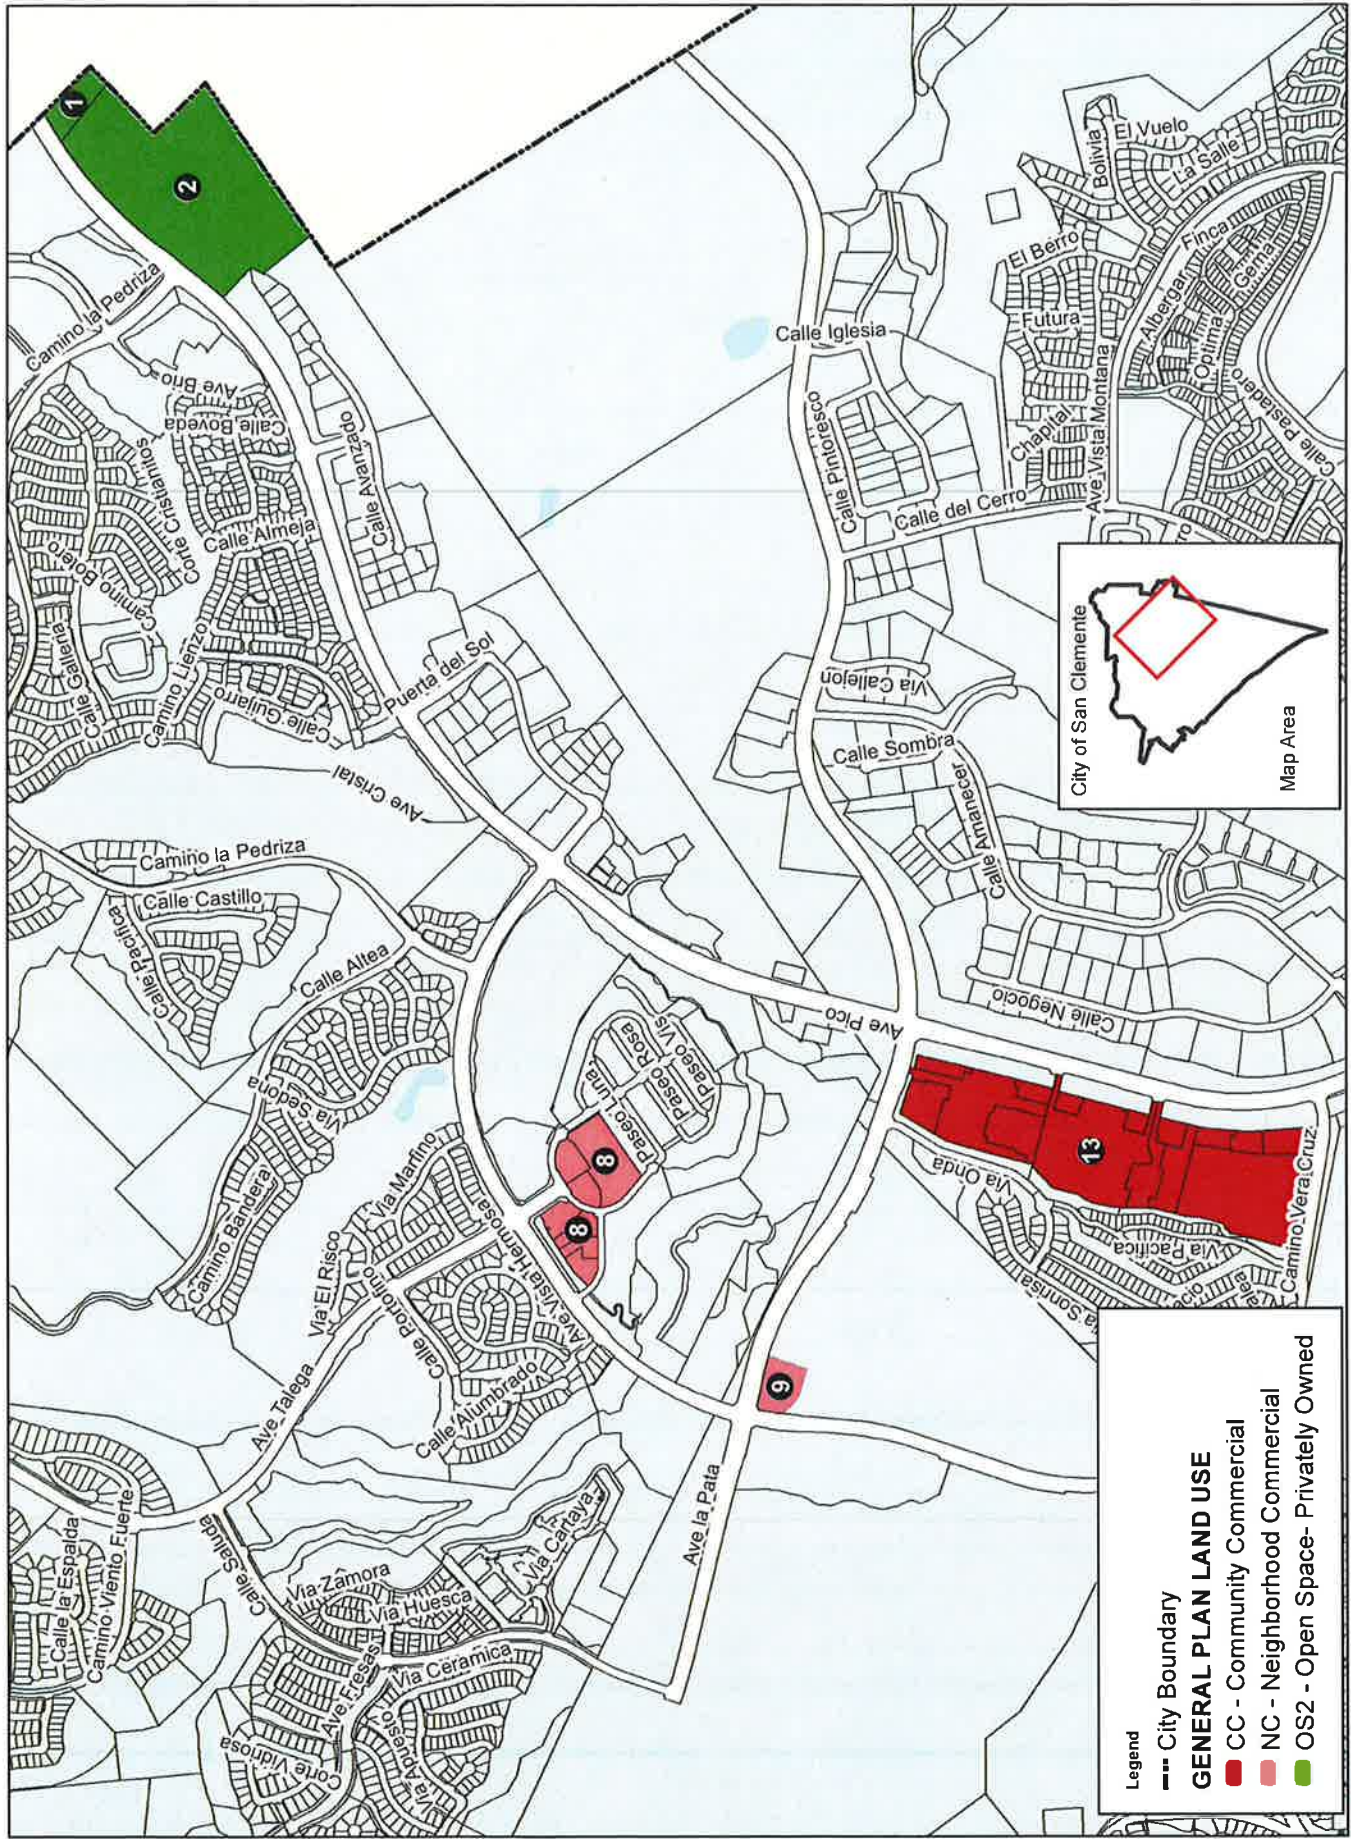 1
2
Camino la Pedriza
Ave Brio
Calle Boveda
Corte Cristianitos
Calle Avanzado
Calle Almeja
Camino Botero
Calle Galleria
Camino Lienzo
Calle Guijarro
Puerta del Sol
Ave Cristal
Camino la Pedriza
Calle Castillo
Calle Pacifica
Calle Altea
Via Sedona
Camino Bandera
Via Marfino
Via El Risco
Calle Portofino
Ave Vista Hermosa
Calle Alumbrado
Ave Talega
Calle Saluda
Calle la Espalda
Camino Viento Fuerte
Via Zamora
Via Huesca
Via Cartaya
Via Ceramica
Ave Fresas
Via Apuesto
Corte Vidriosa
Ave la Pata
Paseo Luna
Paseo Rosa
Paseo Vis
Paseo Luna
8
8
9
Ave Pico
Calle Iglesia
Calle Pintoresco
Calle del Cerro
Via Callejon
Calle Sombra
Calle Amanecer
Calle Negocio
Bolivia
El Vuelo
La Salle
El Berro
Futura
Chapital
Ave Vista Montana
Albergar
Finca
Optima
Gema
Calle Pastadero
rro
13
Via Onda
Via Sonrisa
Via Pacifica
acio
alea
Camino Vera Cruz
City of San Clemente
Map Area
Legend
City Boundary
GENERAL PLAN LAND USE
CC - Community Commercial
NC - Neighborhood Commercial
OS2 - Open Space- Privately Owned